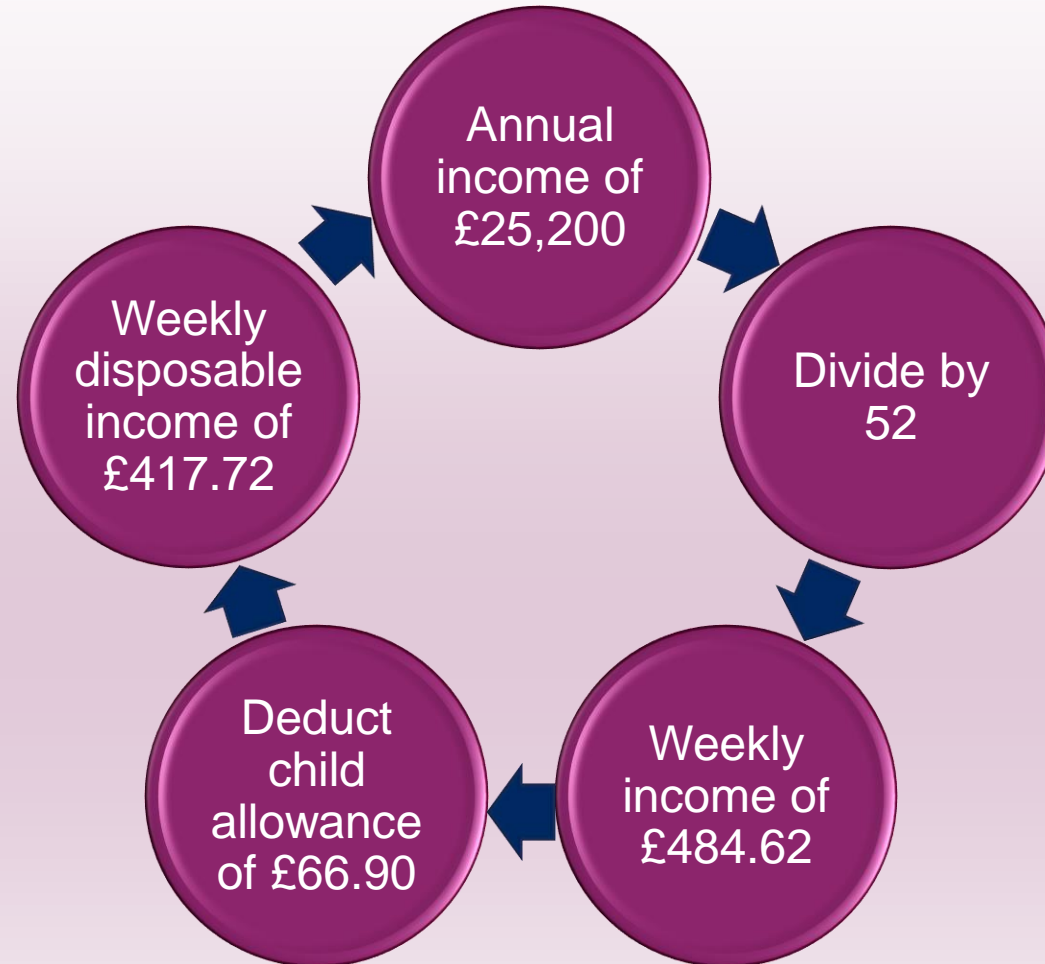 Annual
income of
£25,200
Divide by
52
Weekly
income of
£484.62
Deduct
child
allowance
of £66.90
Weekly
disposable
income of
£417.72